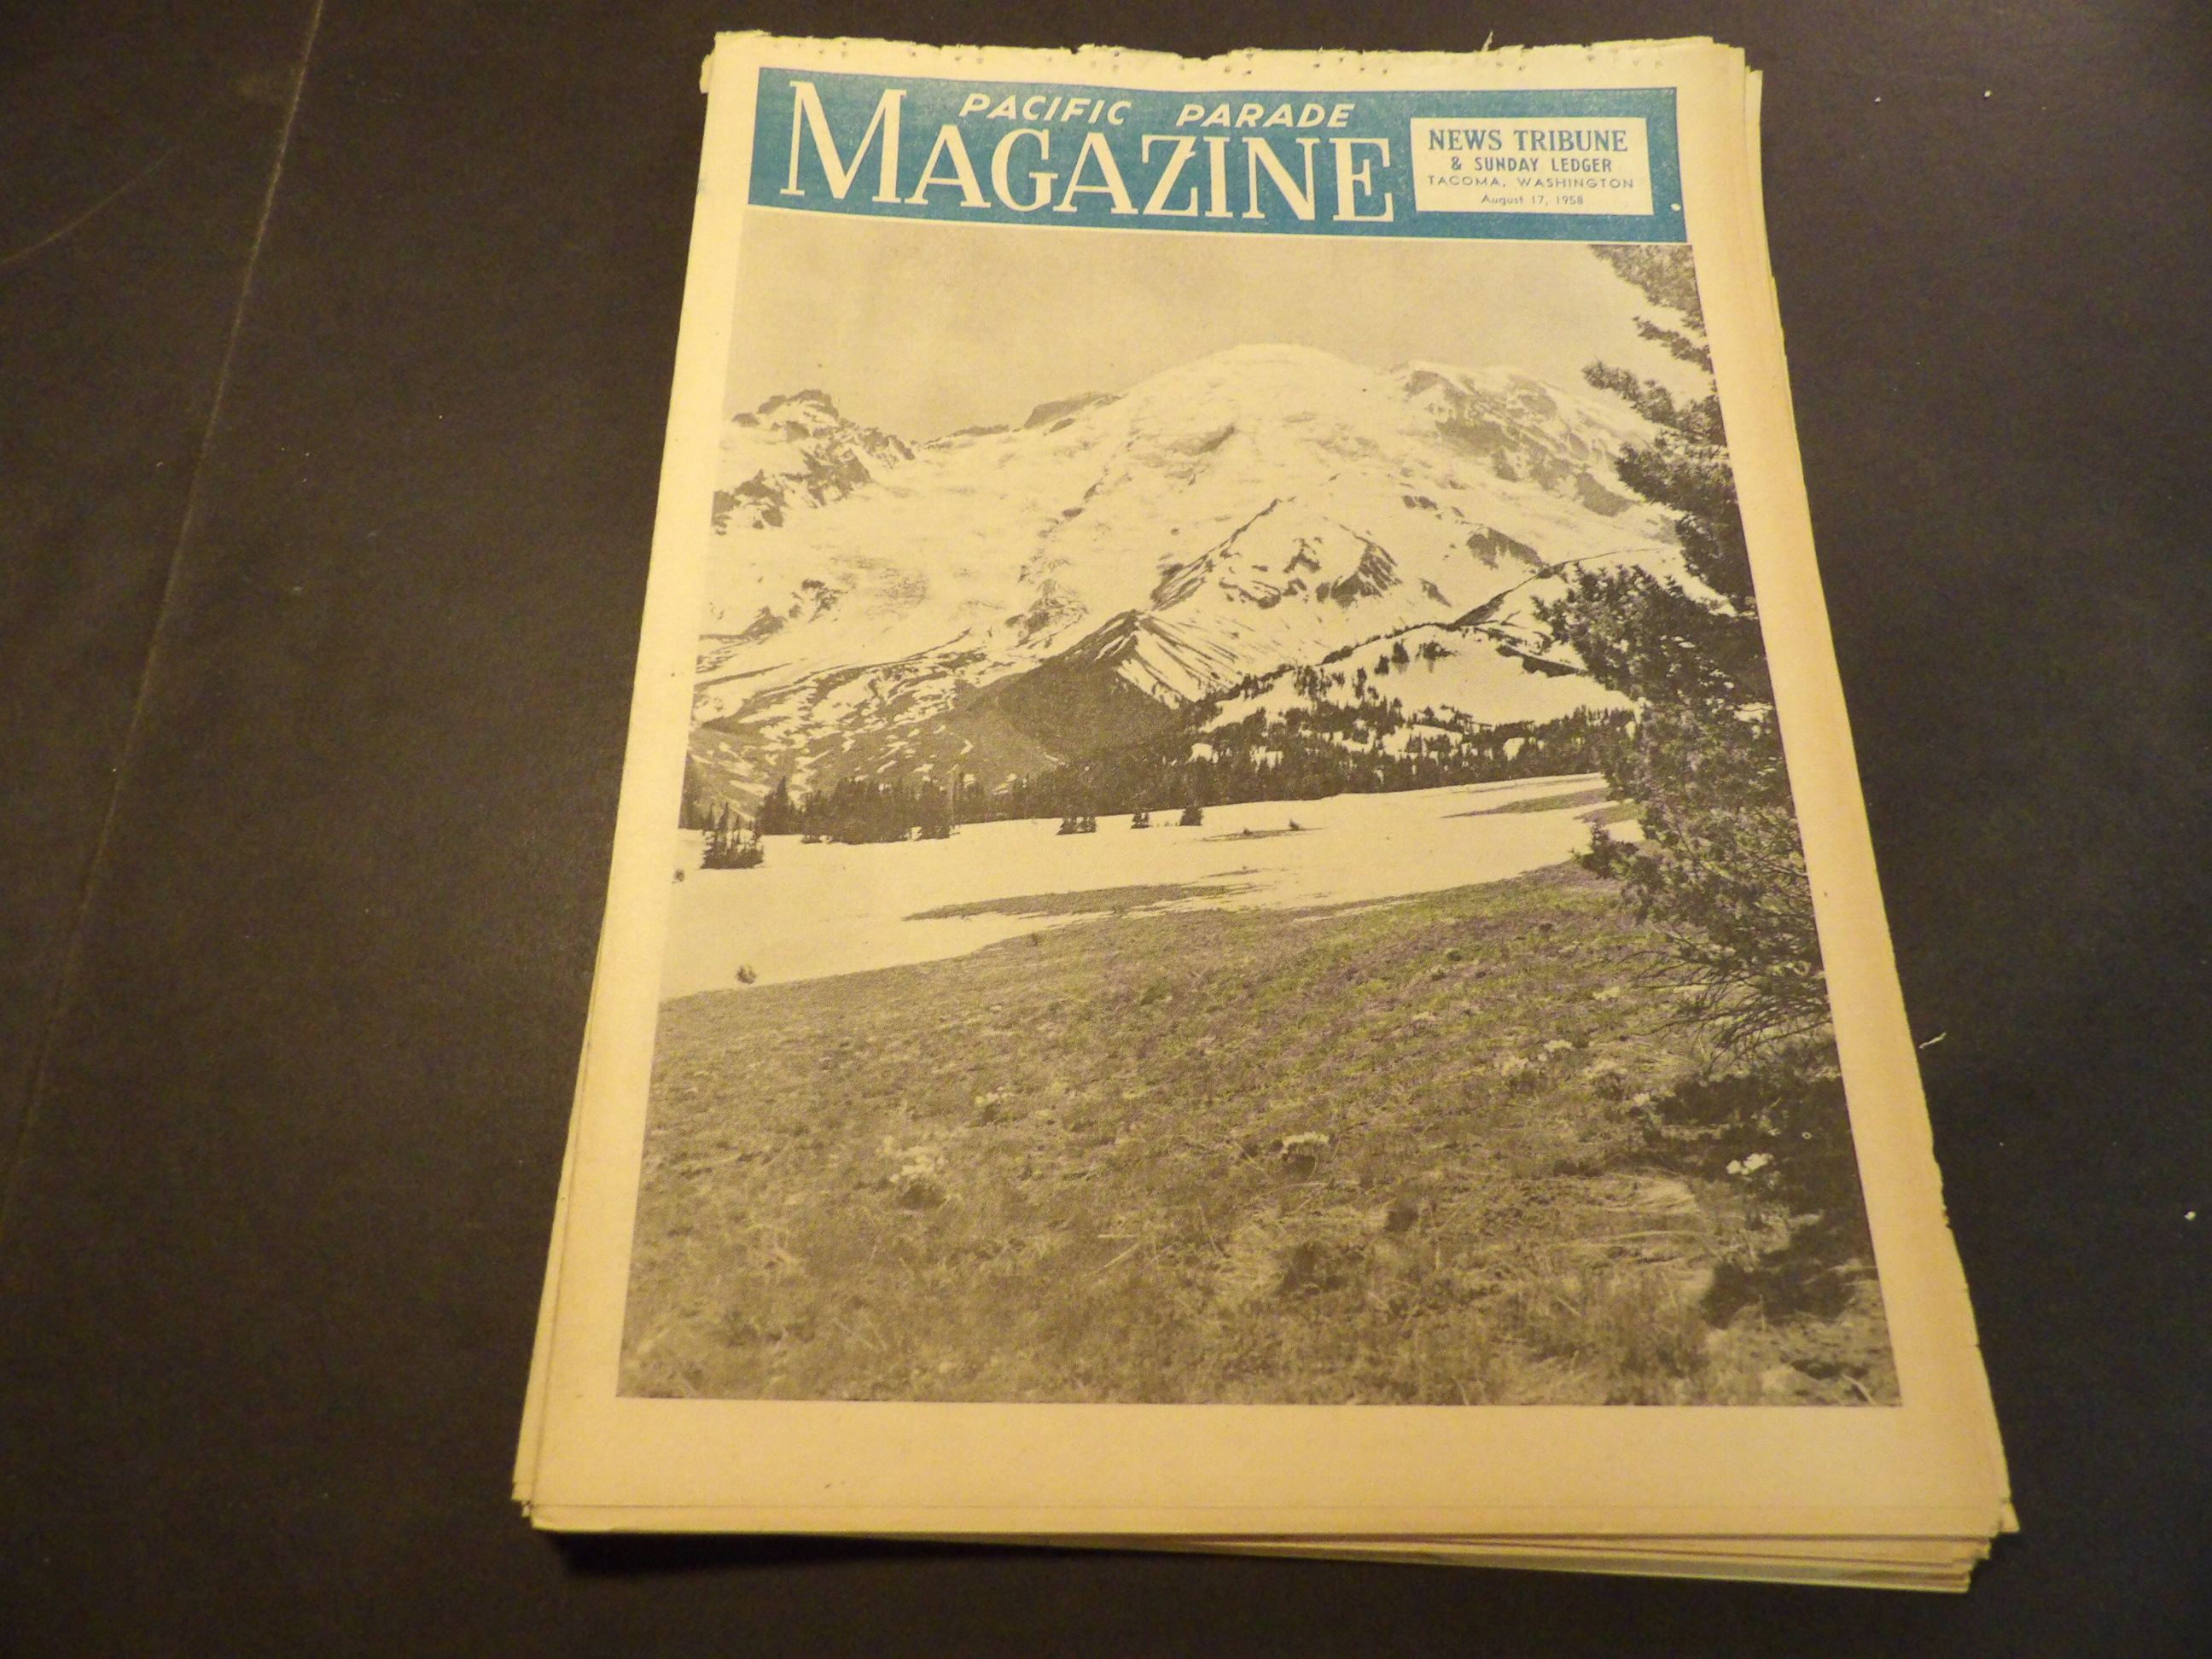 PACIFIC PARADE
MAGAZINE
NEWS TRIBUNE
& SUNDAY LEDGER
TACOMA, WASHINGTON
August 17, 1958